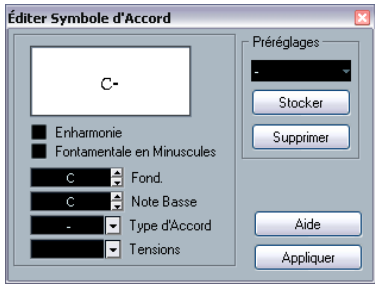 Éditer Symbole d'Accord
C-
Enharmonie
Fontamentale en Minuscules
C Fond.
C Note Basse
- Type d'Accord
Tensions
Préréglages
-
Stocker
Supprimer
Aide
Appliquer